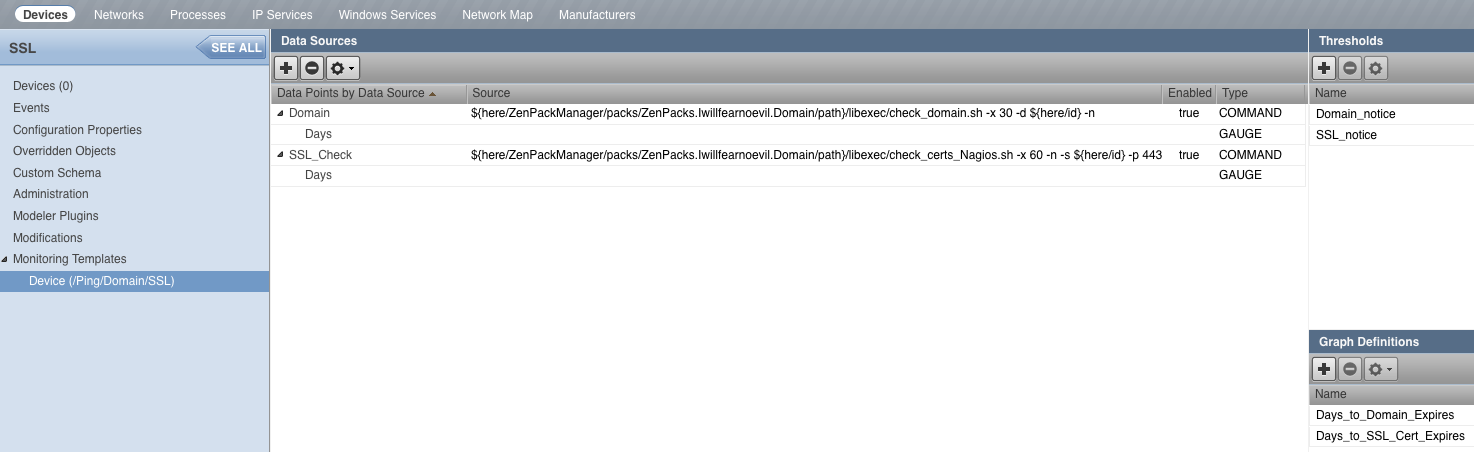 Devices Networks Processes IP Services Windows Services Network Map Manufacturers
SSL
SEE ALL
Devices (0)
Events
Configuration Properties
Overridden Objects
Custom Schema
Administration
Modeler Plugins
Modifications
Monitoring Templates
Device (/Ping/Domain/SSL)
Data Sources
Data Points by Data Source Source Enabled Type
Domain ${here/ZenPackManager/packs/ZenPacks.Iwillfearnoevil.Domain/path}/libexec/check_domain.sh -x 30 -d ${here/id} -n true COMMAND
Days GAUGE
SSL_Check ${here/ZenPackManager/packs/ZenPacks.Iwillfearnoevil.Domain/path}/libexec/check_certs_Nagios.sh -x 60 -n -s ${here/id} -p 443 true COMMAND
Days GAUGE
Thresholds
Name
Domain_notice
SSL_notice
Graph Definitions
Name
Days_to_Domain_Expires
Days_to_SSL_Cert_Expires